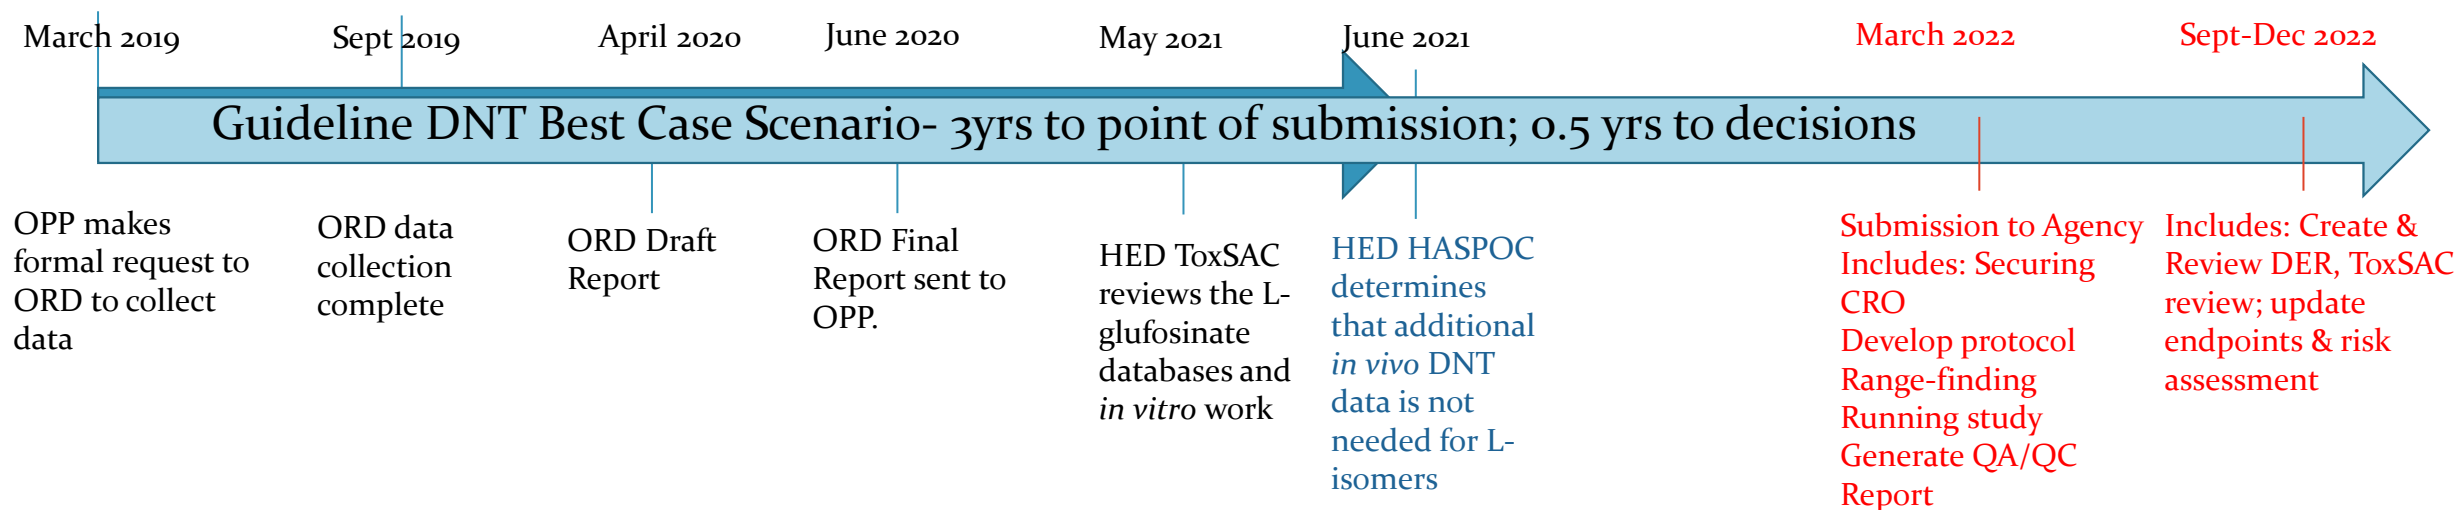 March 2019
Sept 2019
April 2020
June 2020
May 2021
June 2021
March 2022
Sept-Dec 2022
Guideline DNT Best Case Scenario- 3yrs to point of submission; 0.5 yrs to decisions
OPP makes
formal request to
ORD to collect
data
ORD data
collection
complete
ORD Draft
Report
ORD Final
Report sent to
OPP.
HED ToxSAC
reviews the L-
glufosinate
databases and
in vitro work
HED HASPOC
determines
that additional
in vivo DNT
data is not
needed for L-
isomers
Submission to Agency
Includes: Securing
CRO
Develop protocol
Range-finding
Running study
Generate QA/QC
Report
Includes: Create &
Review DER, ToxSAC
review; update
endpoints & risk
assessment